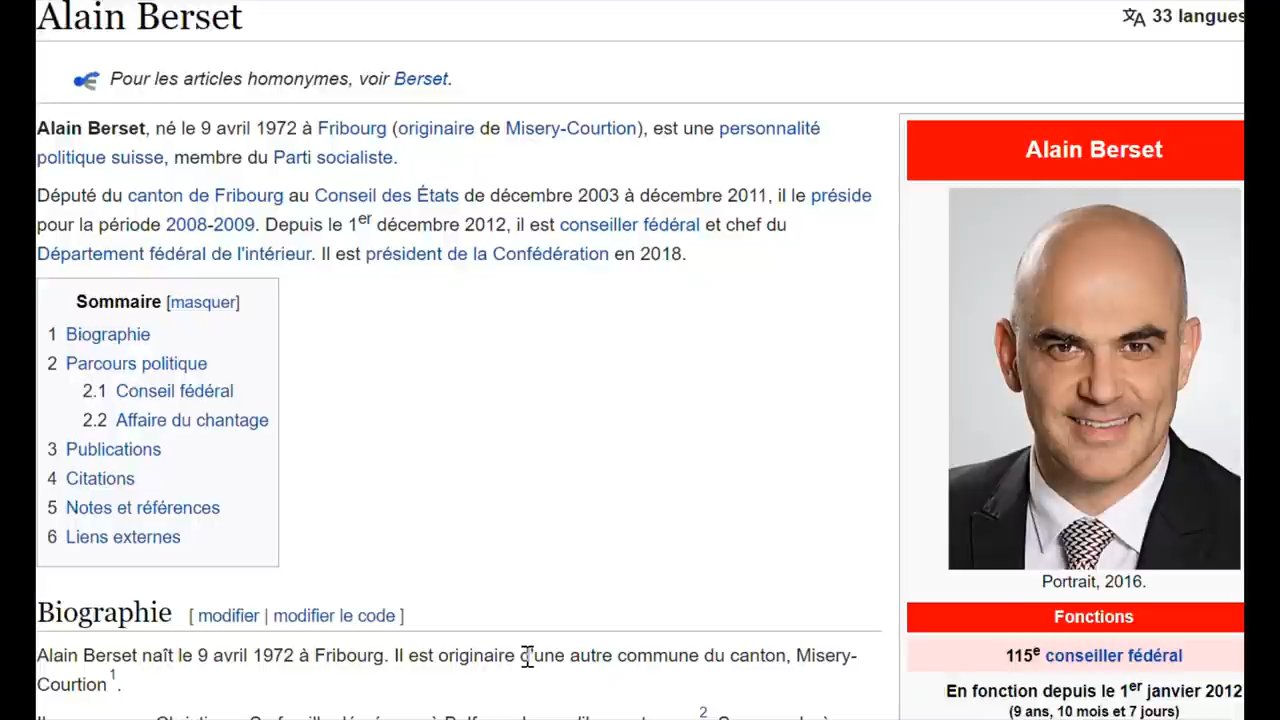 Alain Berset
33 langues
Pour les articles homonymes, voir Berset.
Alain Berset, né le 9 avril 1972 à Fribourg (originaire de Misery-Courtion), est une personnalité
politique suisse, membre du Parti socialiste.
Député du canton de Fribourg au Conseil des États de décembre 2003 à décembre 2011, il le préside
pour la période 2008-2009. Depuis le 1er décembre 2012, il est conseiller fédéral et chef du
Département fédéral de l'intérieur. Il est président de la Confédération en 2018.
Sommaire [masquer]
1 Biographie
2 Parcours politique
2.1 Conseil fédéral
2.2 Affaire du chantage
3 Publications
4 Citations
5 Notes et références
6 Liens externes
Biographie [ modifier | modifier le code ]
Alain Berset naît le 9 avril 1972 à Fribourg. Il est originaire d'une autre commune du canton, Misery-
Courtion 1.
Alain Berset
Portrait, 2016.
Fonctions
115e conseiller fédéral
En fonction depuis le 1er janvier 2012
(9 ans, 10 mois et 7 jours)